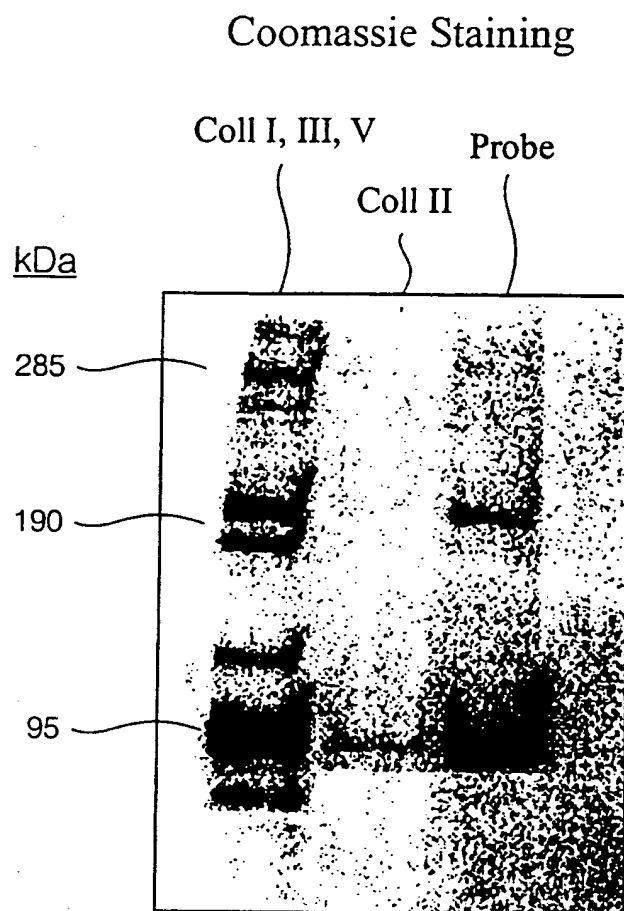 Coomassie Staining
Coll I, III, V
Probe
Coll II
kDa
285
190
95